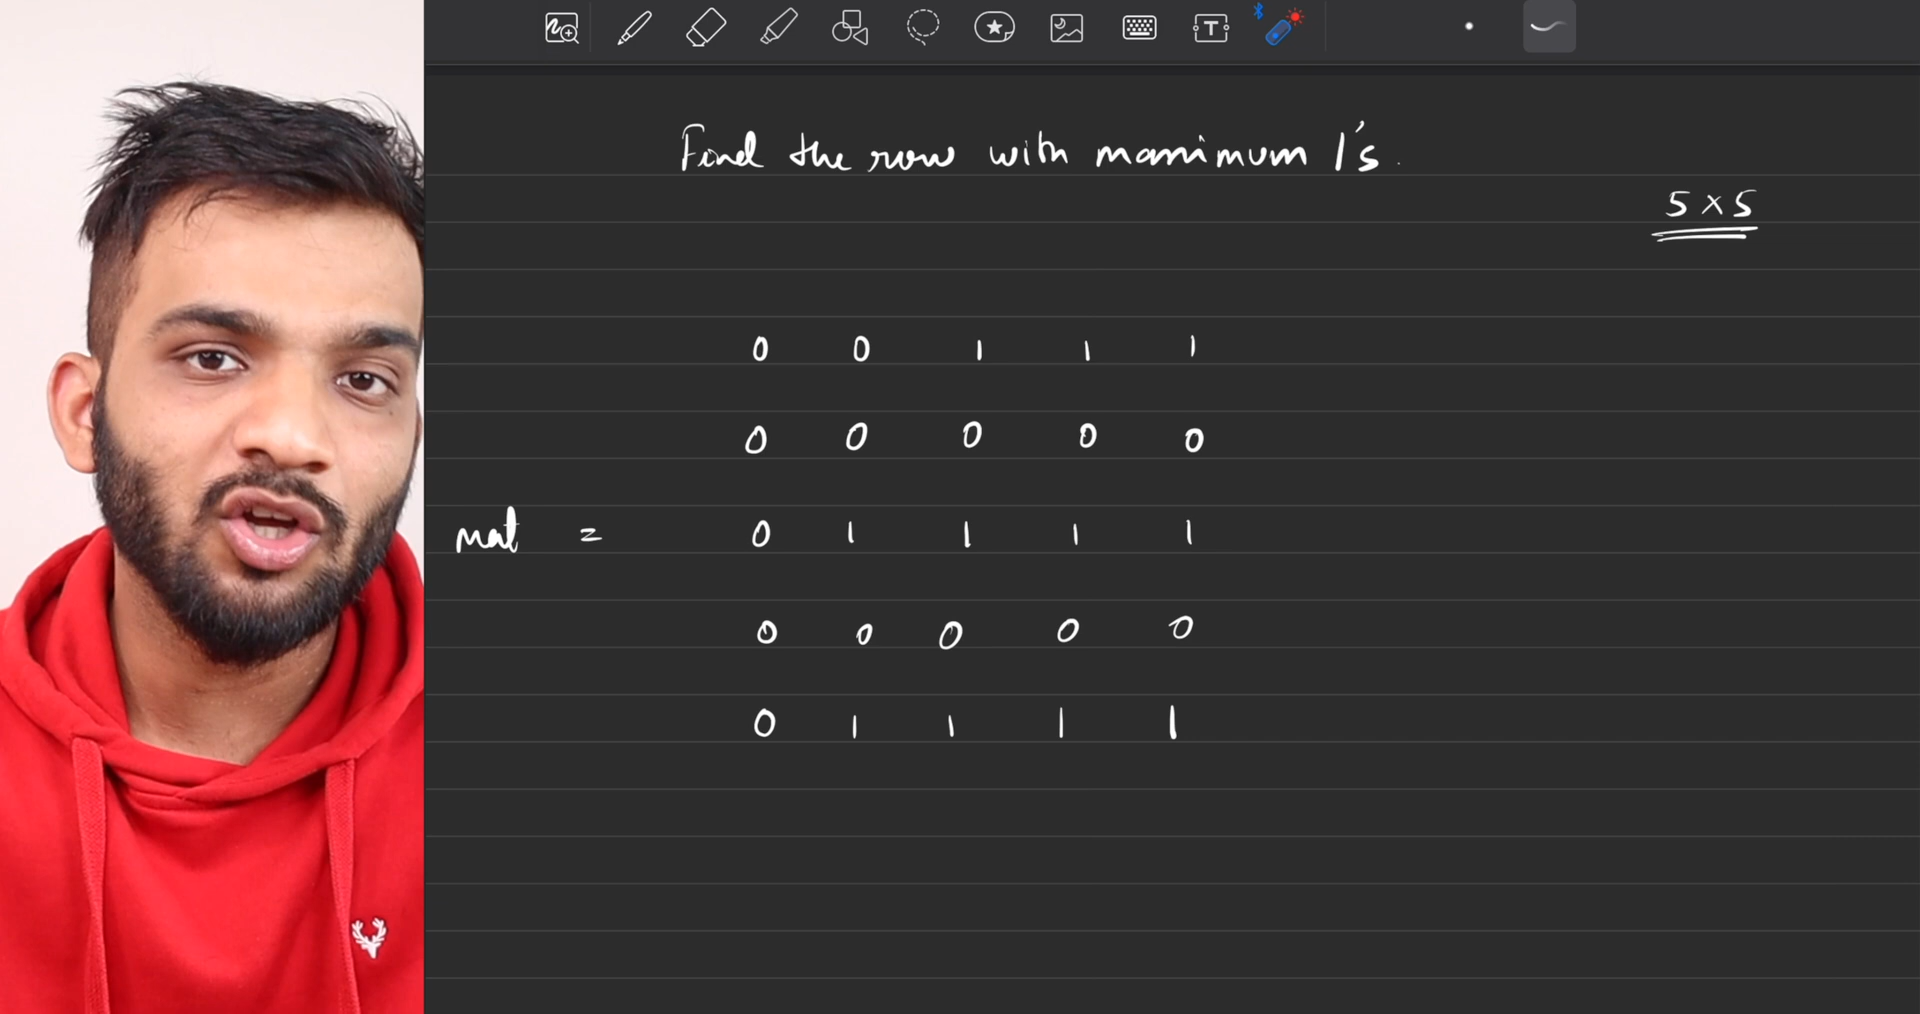 Find the row with maximum 1's.
5 x 5
0 0 1 1 1
0 0 0 0 0
mat = 0 1 1 1 1
0 0 0 0 0
0 1 1 1 1